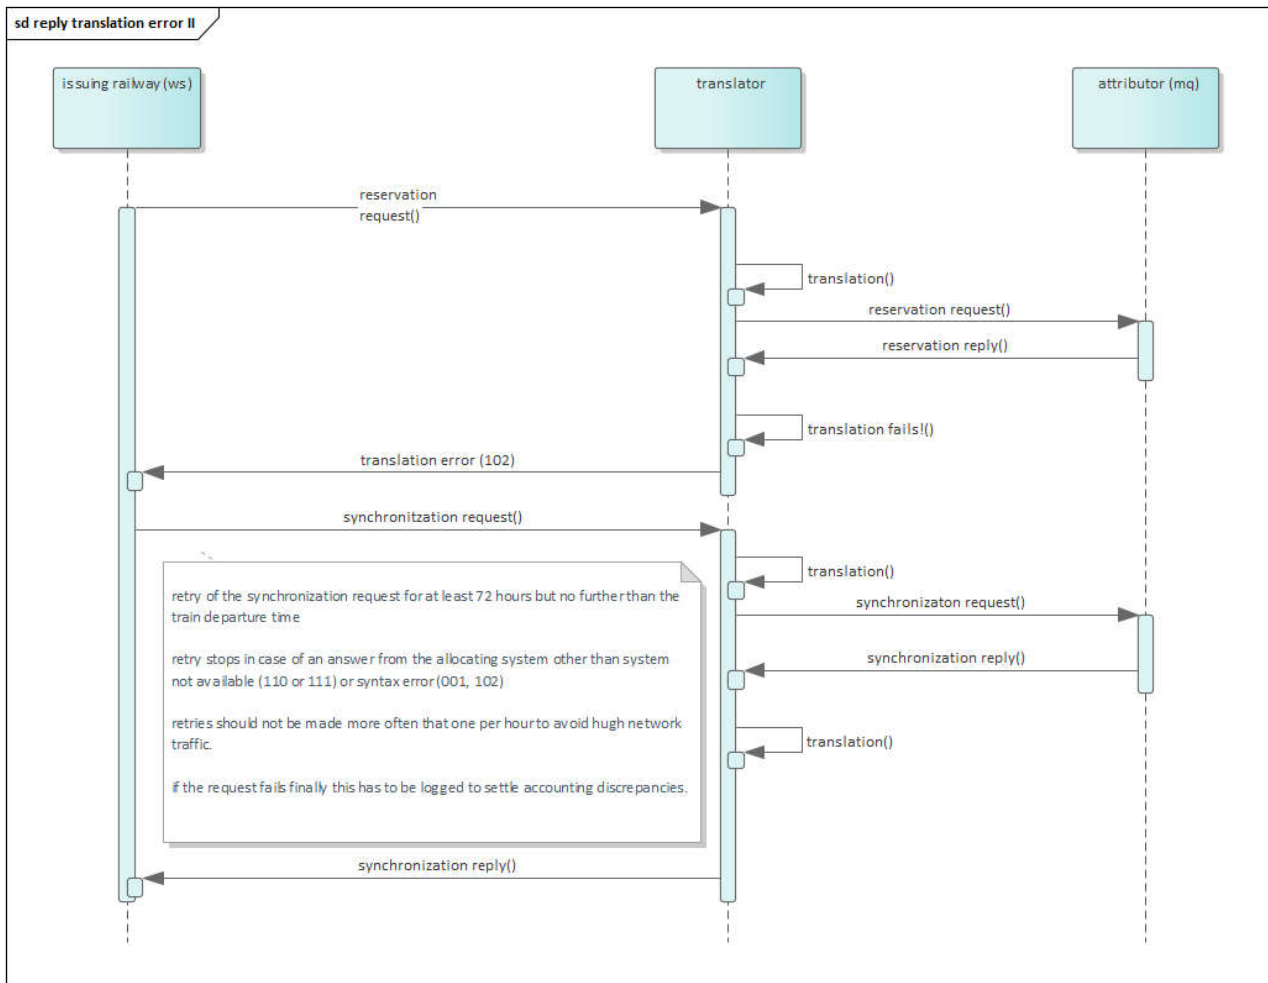 sd reply translation error II
issuing railway (ws)
translator
attributor (mq)
reservation
request()
translation()
reservation request()
reservation reply()
translation fails!()
translation error (102)
synchronitzation request()
translation()
retry of the synchronization request for at least 72 hours but no further than the
train departure time
synchronizaton request()
retry stops in case of an answer from the allocating system other than system
not available (110 or 111) or syntax error (001, 102)
synchronization reply()
retries should not be made more often that one per hour to avoid hugh network
traffic.
translation()
if the request fails finally this has to be logged to settle accounting discrepancies.
synchronization reply()